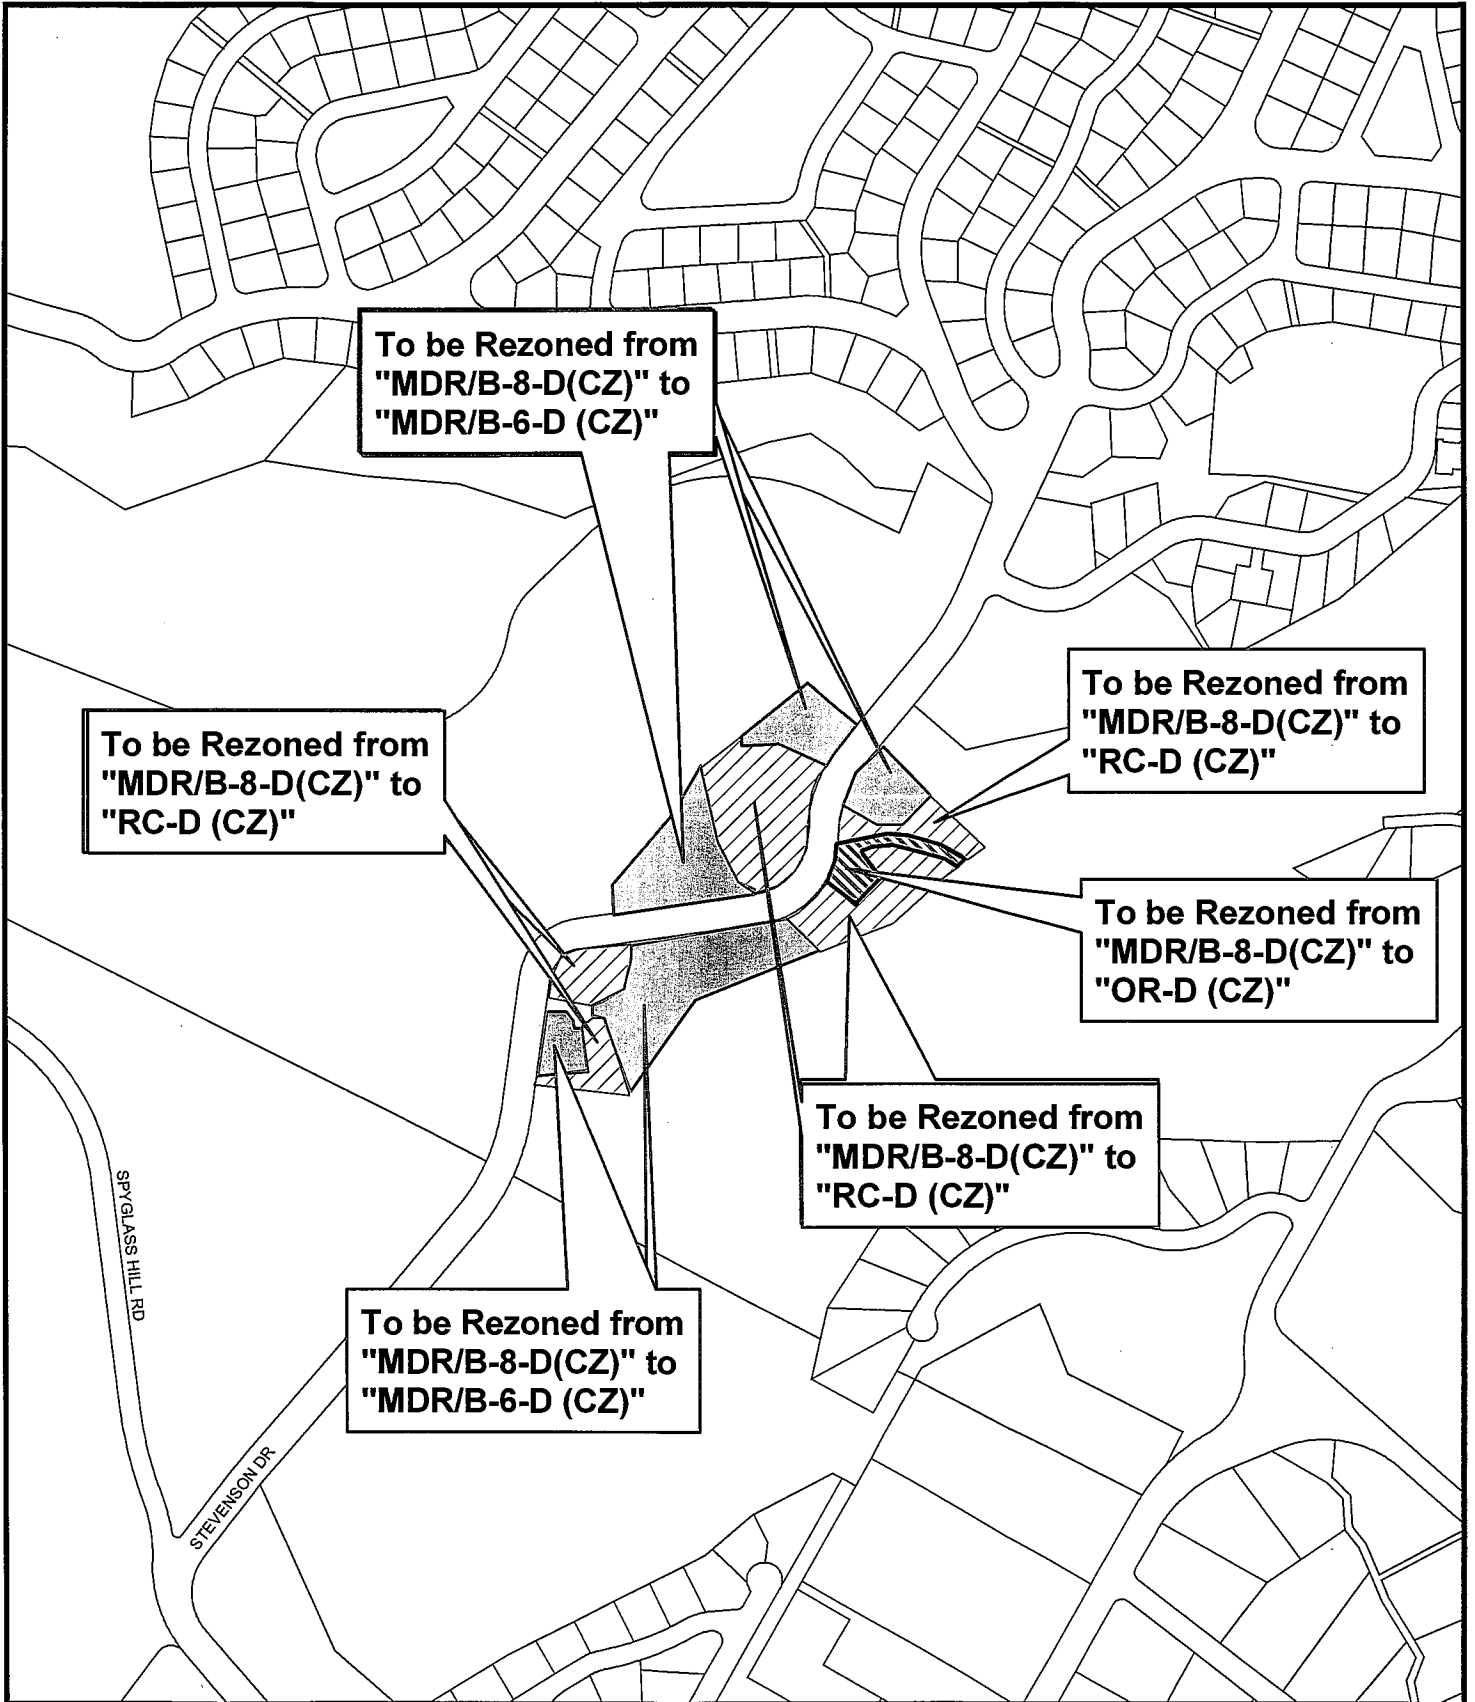 To be Rezoned from
"MDR/B-8-D(CZ)" to
"MDR/B-6-D (CZ)"
To be Rezoned from
"MDR/B-8-D(CZ)" to
"RC-D (CZ)"
To be Rezoned from
"MDR/B-8-D(CZ)" to
"RC-D (CZ)"
To be Rezoned from
"MDR/B-8-D(CZ)" to
"OR-D (CZ)"
To be Rezoned from
"MDR/B-8-D(CZ)" to
"RC-D (CZ)"
SPYGLASS HILL RD
To be Rezoned from
"MDR/B-8-D(CZ)" to
"MDR/B-6-D (CZ)"
STEVENSON DR